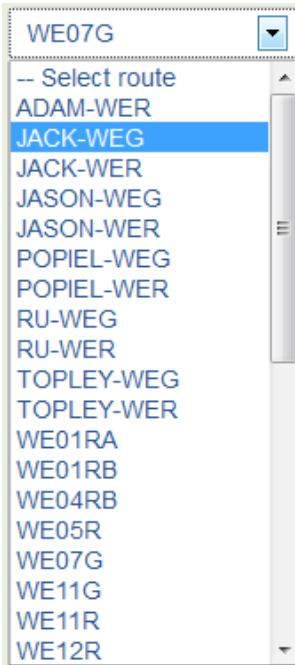 WE07G
-- Select route
ADAM-WER
JACK-WEG
JACK-WER
JASON-WEG
JASON-WER
POPIEL-WEG
POPIEL-WER
RU-WEG
RU-WER
TOPLEY-WEG
TOPLEY-WER
WE01RA
WE01RB
WE04RB
WE05R
WE07G
WE11G
WE11R
WE12R